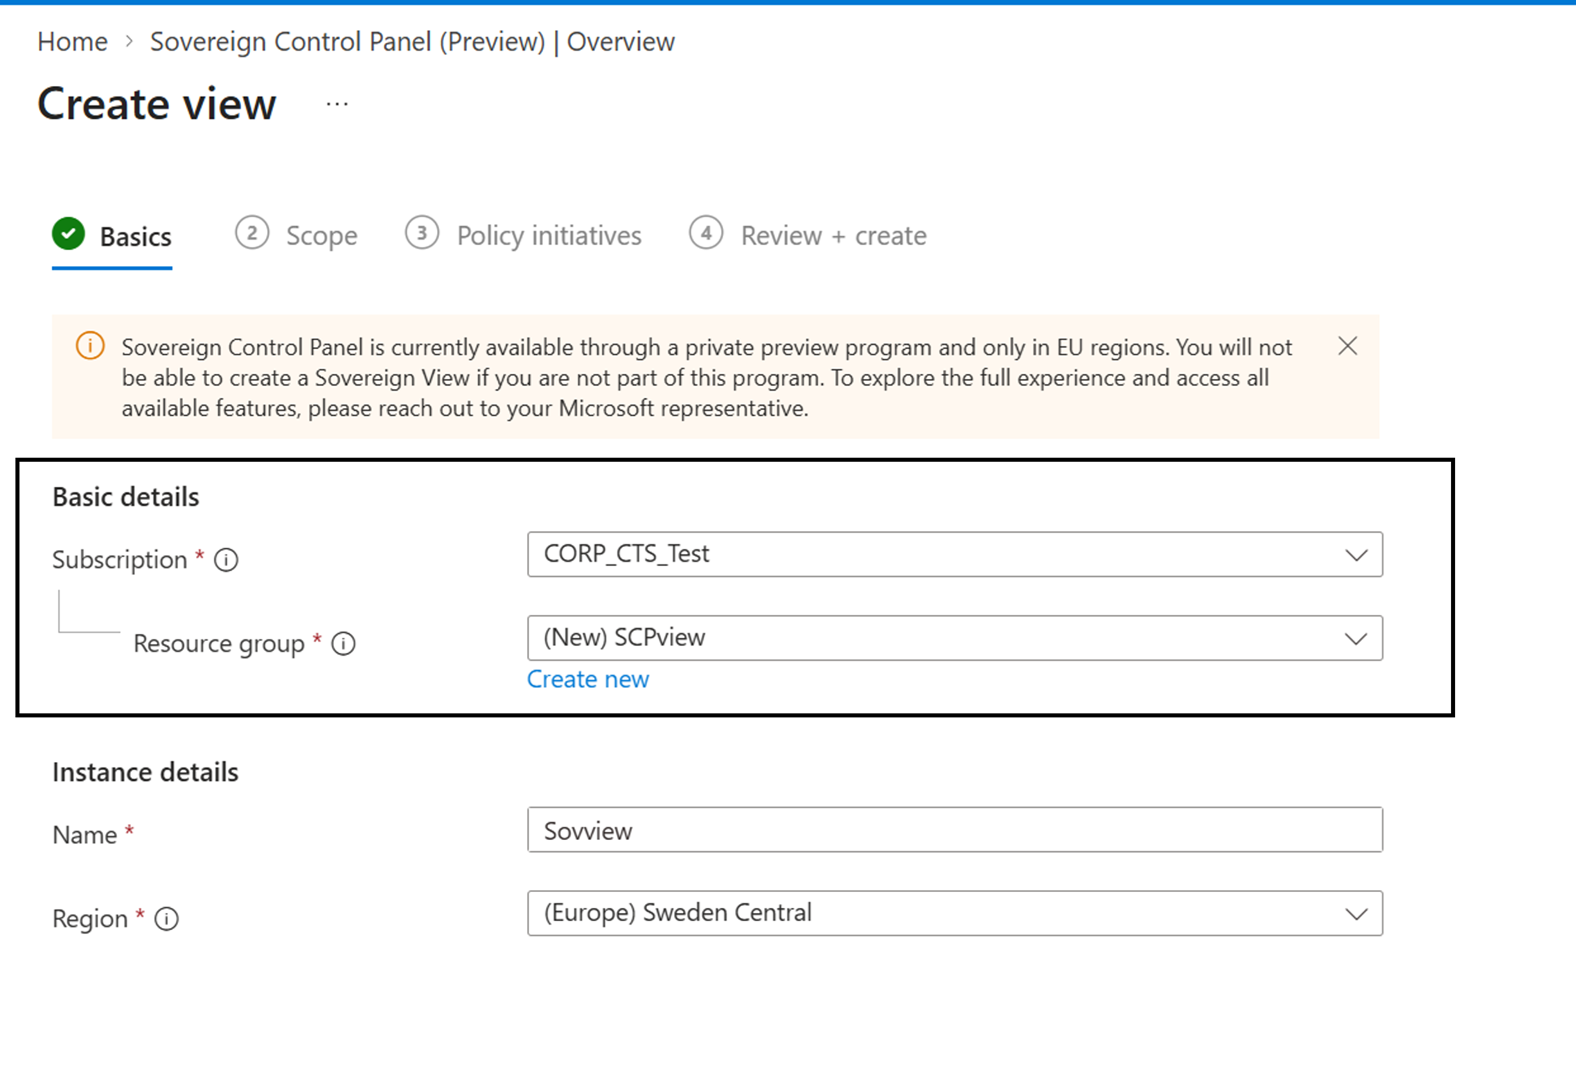 Home > Sovereign Control Panel (Preview) | Overview
Create view ...
Basics 2 Scope 3 Policy initiatives 4 Review + create
Sovereign Control Panel is currently available through a private preview program and only in EU regions. You will not
be able to create a Sovereign View if you are not part of this program. To explore the full experience and access all
available features, please reach out to your Microsoft representative.
Basic details
Subscription * CORP_CTS_Test
Resource group * (New) SCPview
Create new
Instance details
Name * Sovview
Region * (Europe) Sweden Central